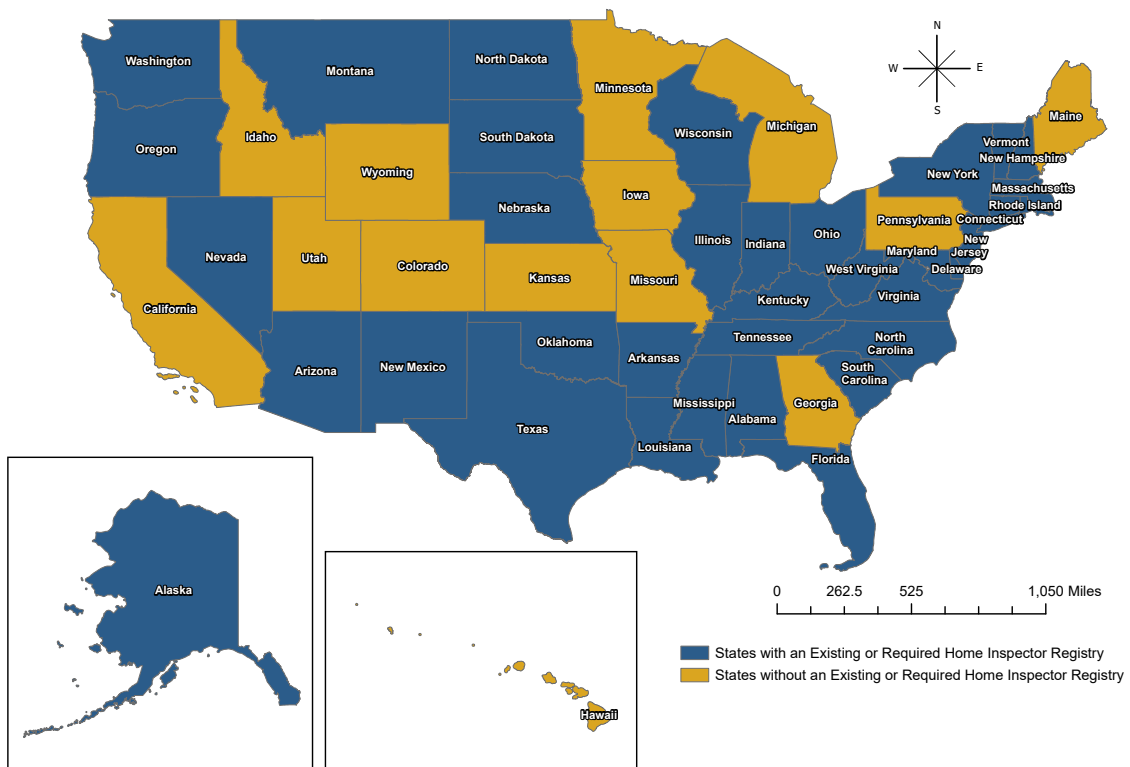 N
W
E
S
Washington
Montana
North Dakota
Minnesota
Maine
Oregon
Idaho
South Dakota
Wisconsin
Michigan
Vermont
New Hampshire
Wyoming
New York
Massachusetts
Rhode Island
Connecticut
Nebraska
Iowa
Pennsylvania
Nevada
Utah
Colorado
Kansas
Missouri
Illinois
Indiana
Ohio
Maryland
New
Jersey
Delaware
West Virginia
Virginia
California
Kentucky
Arizona
New Mexico
Oklahoma
Arkansas
Tennessee
North
Carolina
South
Carolina
Texas
Louisiana
Mississippi
Alabama
Georgia
Florida
Alaska
Hawaii
0
262.5
525
1,050 Miles
States with an Existing or Required Home Inspector Registry
States without an Existing or Required Home Inspector Registry